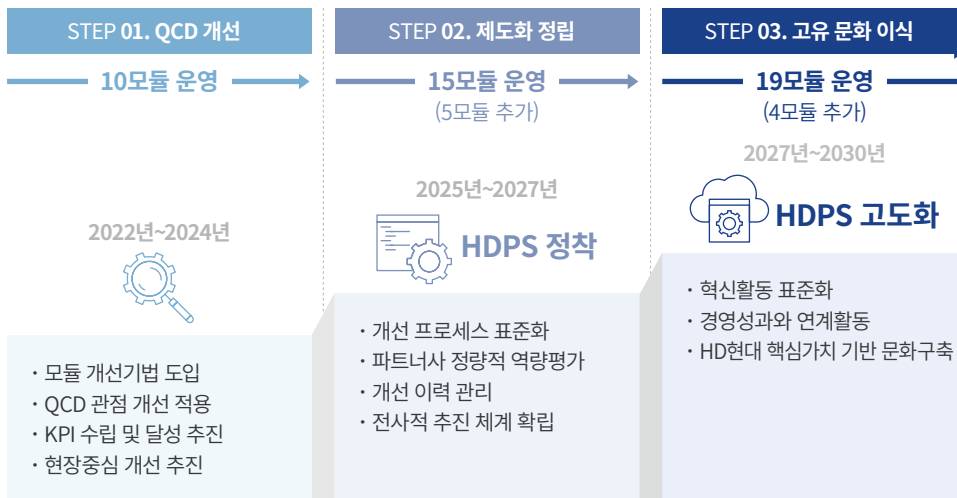 STEP 01. QCD 개선
10모듈 운영
2022년~2024년
· 모듈 개선기법 도입
· QCD 관점 개선 적용
· KPI 수립 및 달성 추진
· 현장중심 개선 추진
STEP 02. 제도화 정립
15모듈 운영
(5모듈 추가)
2025년~2027년
HDPS 정착
· 개선 프로세스 표준화
· 파트너사 정량적 역량평가
· 개선 이력 관리
· 전사적 추진 체계 확립
STEP 03. 고유 문화 이식
19모듈 운영
(4모듈 추가)
2027년~2030년
HDPS 고도화
· 혁신활동 표준화
· 경영성과와 연계활동
· HD현대 핵심가치 기반 문화구축